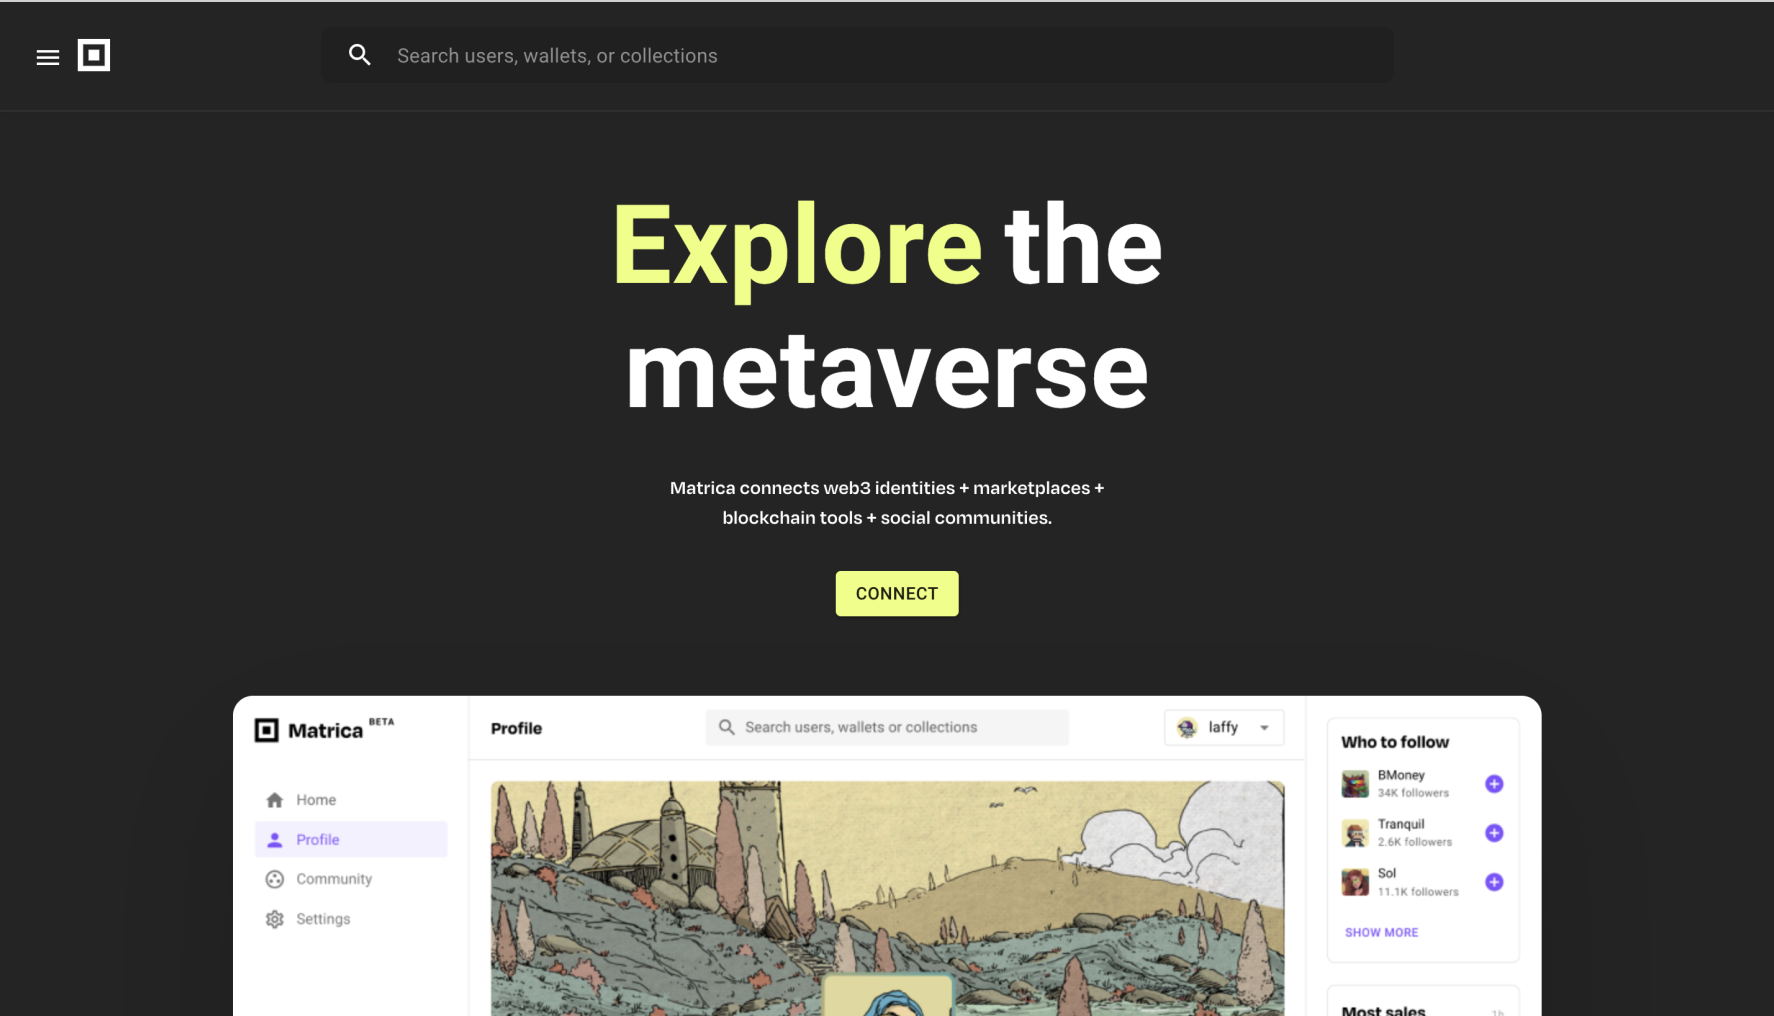 Search users, wallets, or collections
Explore the
metaverse
Matrica connects web3 identities + marketplaces +
blockchain tools + social communities.
CONNECT
Matrica BETA
Home
Profile
Community
Settings
Profile
Search users, wallets or collections
laffy
Who to follow
BMoney
34K followers
Tranquil
2.6K followers
Sol
11.1K followers
SHOW MORE
Most sales
1h